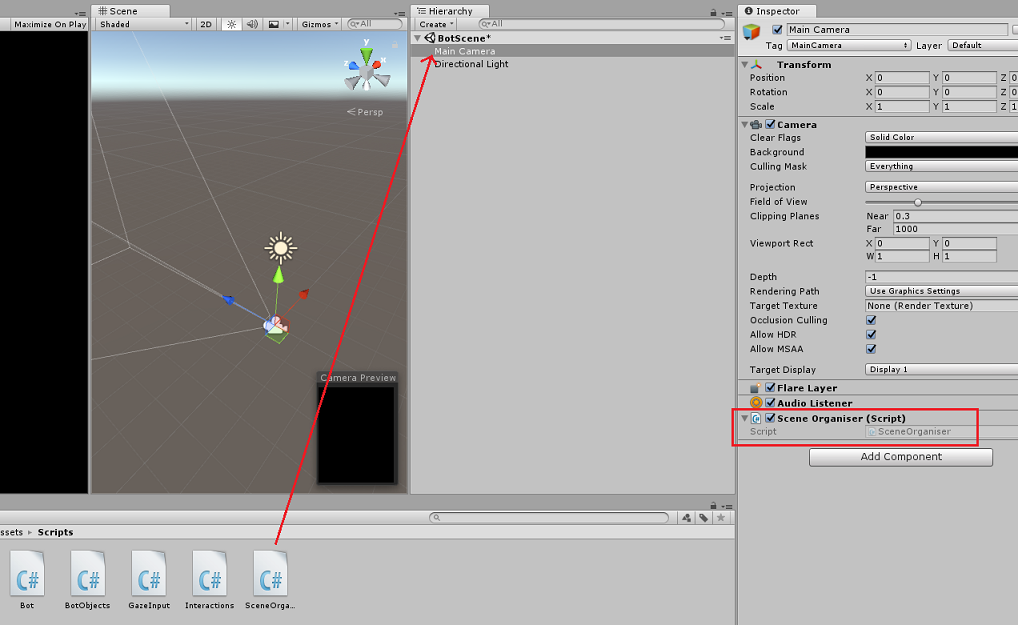 Maximize On Play
Scene
Shaded
2D
Gizmos
All
y
x
z
Persp
Camera Preview
Hierarchy
Create
All
BotScene*
Main Camera
Directional Light
ssets
Scripts
C#
Bot
C#
BotObjects
C#
GazeInput
C#
Interactions
C#
SceneOrga...
Inspector
Main Camera
Tag MainCamera Layer Default
Transform
Position X 0 Y 0 Z 0
Rotation X 0 Y 0 Z 0
Scale X 1 Y 1 Z 1
Camera
Clear Flags Solid Color
Background
Culling Mask Everything
Projection Perspective
Field of View
Clipping Planes Near 0.3
Far 1000
Viewport Rect X 0 Y 0
W 1 H 1
Depth -1
Rendering Path Use Graphics Settings
Target Texture None (Render Texture)
Occlusion Culling
Allow HDR
Allow MSAA
Target Display Display 1
Flare Layer
Audio Listener
C# Scene Organiser (Script)
Script SceneOrganiser
Add Component